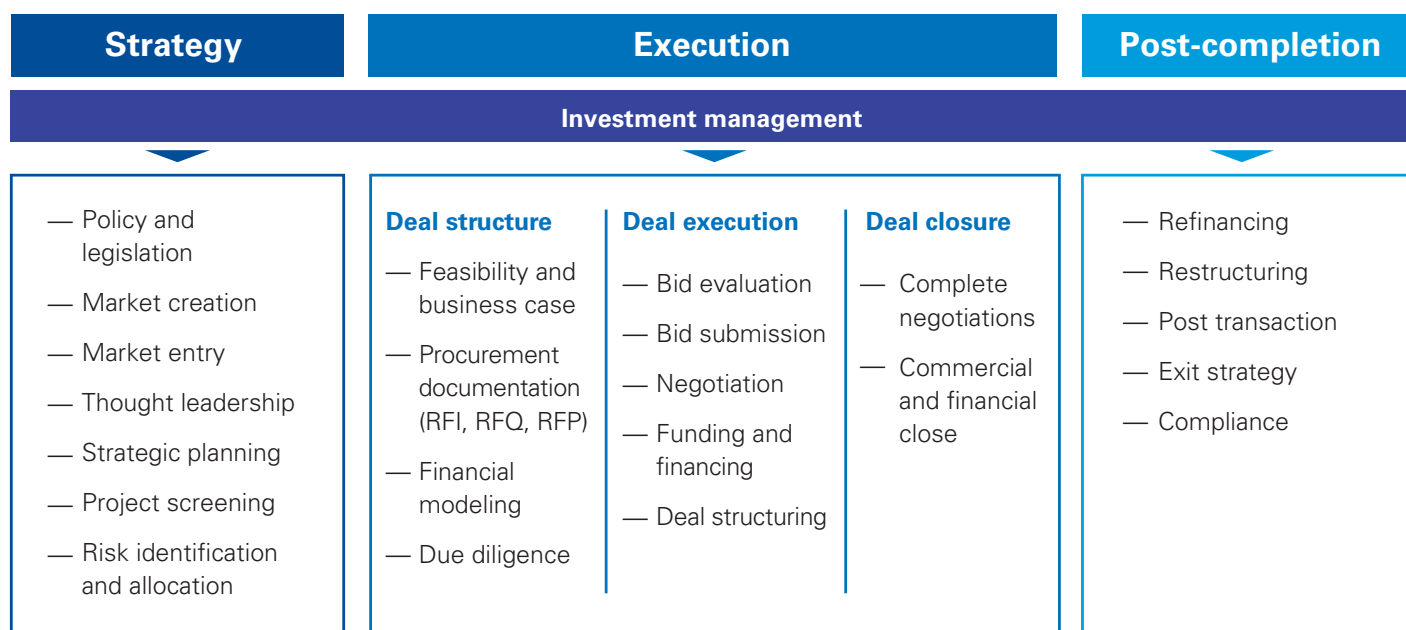 Strategy
Execution
Post-completion
Investment management
— Policy and
legislation
— Market creation
— Market entry
— Thought leadership
— Strategic planning
— Project screening
— Risk identification
and allocation
Deal structure
— Feasibility and
business case
— Procurement
documentation
(RFI, RFQ, RFP)
— Financial
modeling
— Due diligence
Deal execution
— Bid evaluation
— Bid submission
— Negotiation
— Funding and
financing
— Deal structuring
Deal closure
— Complete
negotiations
— Commercial
and financial
close
— Refinancing
— Restructuring
— Post transaction
— Exit strategy
— Compliance